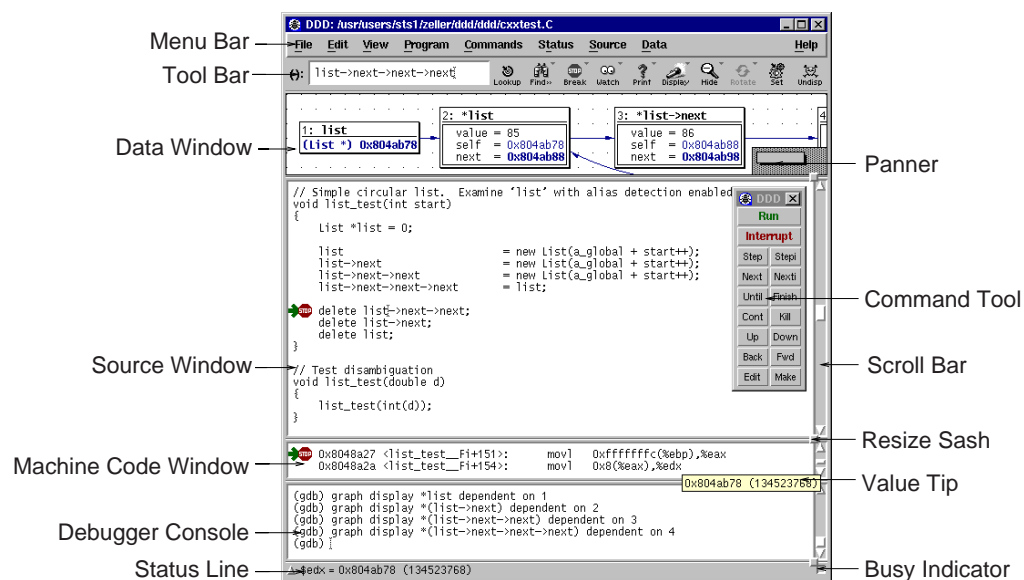 DDD: /usr/users/sts1/zeller/ddd/ddd/cxxtest.C
Menu Bar
File Edit View Program Commands Status Source Data Help
Tool Bar
(): list->next->next->next
Lookup Find» Break Watch Print Display Hide Rotate Set Undisp
Data Window
1: list
(List *) 0x804ab78
2: *list
value = 85
self = 0x804ab78
next = 0x804ab88
3: *list->next
value = 86
self = 0x804ab88
next = 0x804ab98
4
Panner
// Simple circular list.  Examine ‘list’ with alias detection enabled
void list_test(int start)
{
List *list = 0;
list = new List(a_global + start++);
list->next = new List(a_global + start++);
list->next->next = new List(a_global + start++);
list->next->next->next = list;
STOP delete list->next->next;
delete list->next;
delete list;
}
// Test disambiguation
void list_test(double d)
{
list_test(int(d));
}
Source Window
DDD
Run
Interrupt
Step Stepi
Next Nexti
Until Finish
Cont Kill
Up Down
Back Fwd
Edit Make
Command Tool
Scroll Bar
Resize Sash
Machine Code Window
STOP 0x8048a27 <list_test__Fi+151>: movl 0xfffffffc(%ebp),%eax
0x8048a2a <list_test__Fi+154>: movl 0x8(%eax),%edx
0x804ab78 (134523768)
Value Tip
Debugger Console
(gdb) graph display *list dependent on 1
(gdb) graph display *(list->next) dependent on 2
(gdb) graph display *(list->next->next) dependent on 3
(gdb) graph display *(list->next->next->next) dependent on 4
(gdb)
Status Line
$edx = 0x804ab78 (134523768)
Busy Indicator